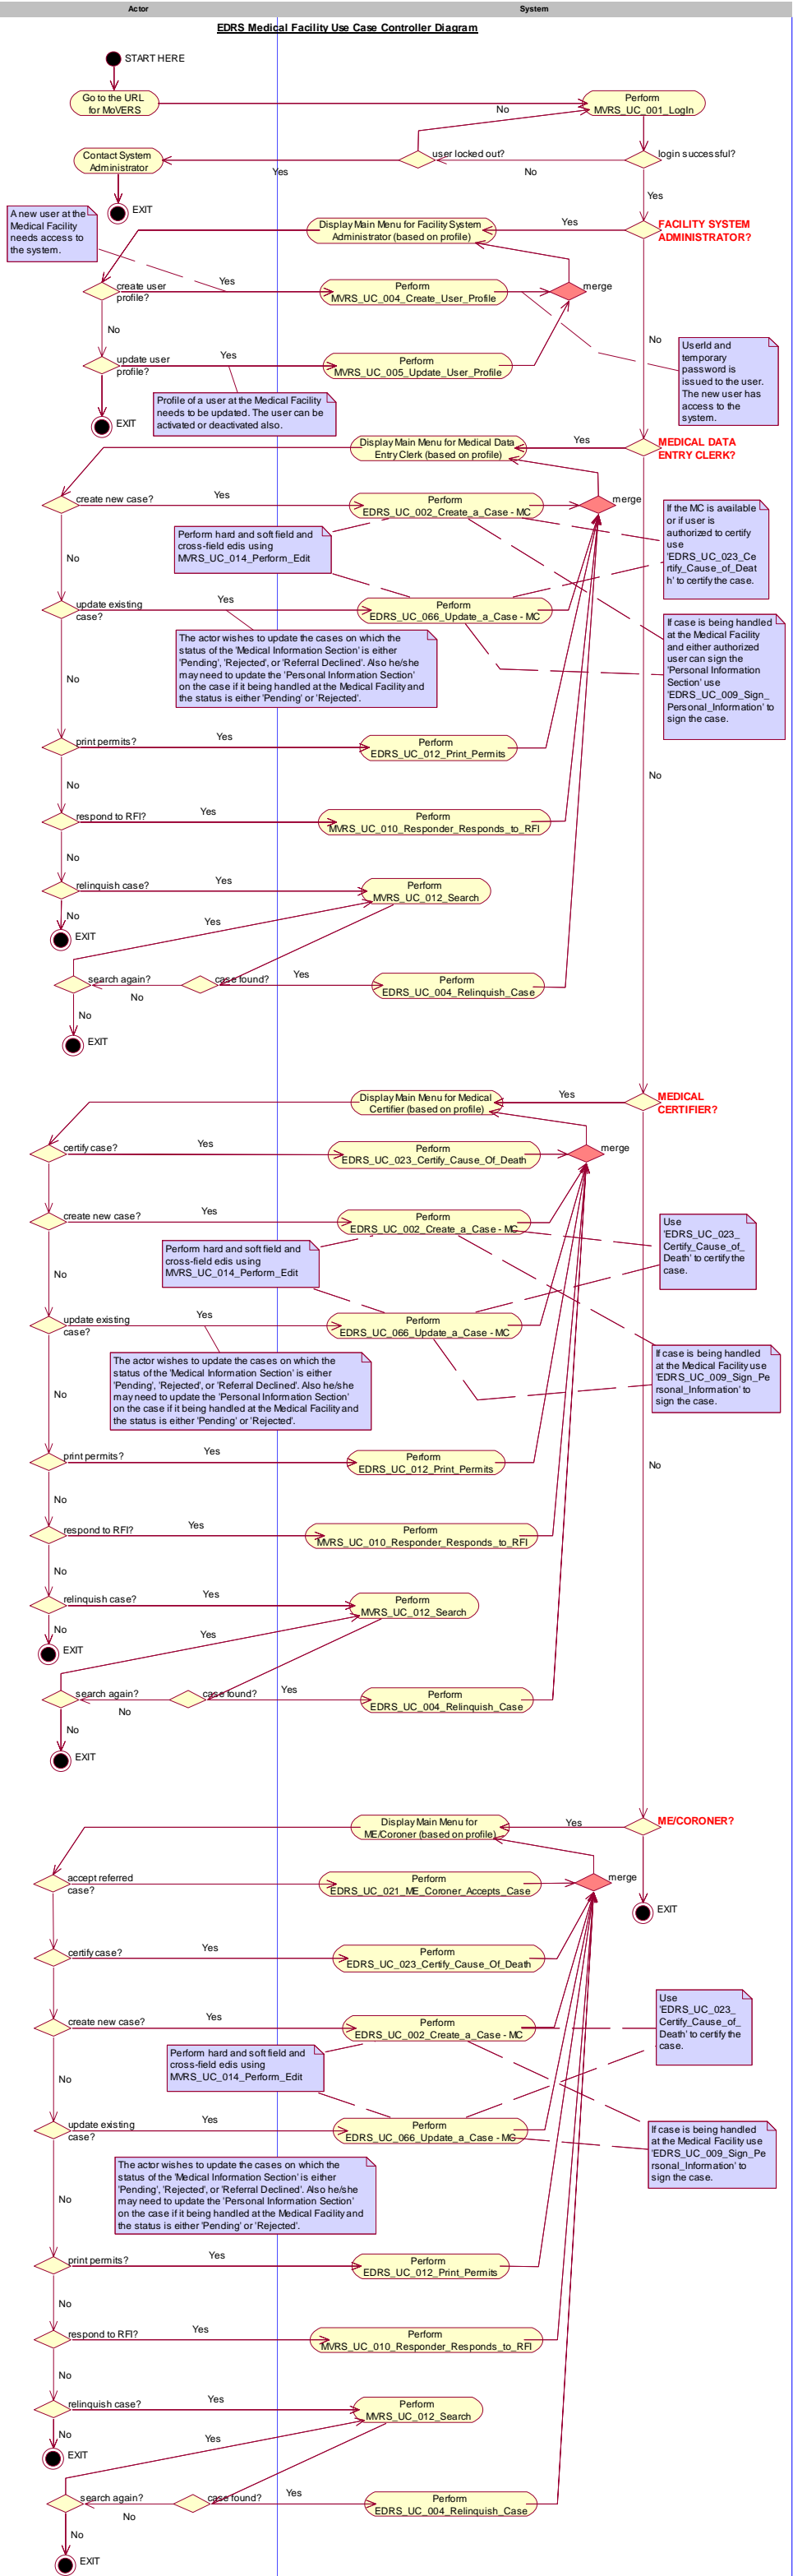 Actor
System
EDRS Medical Facility Use Case Controller Diagram
START HERE
Go to the URL
for MoVERS
Perform
MVRS_UC_001_LogIn
No
Contact System
Administrator
user locked out?
login successful?
Yes
No
Yes
EXIT
A new user at the
Medical Facility
needs access to
the system.
Display Main Menu for Facility System
Administrator (based on profile)
Yes
FACILITY SYSTEM
ADMINISTRATOR?
create user
profile?
Yes
Perform
MVRS_UC_004_Create_User_Profile
merge
No
No
UserId and
temporary
password is
issued to the user.
The new user has
access to the
system.
update user
profile?
Yes
Perform
MVRS_UC_005_Update_User_Profile
Profile of a user at the Medical Facility
needs to be updated. The user can be
activated or deactivated also.
EXIT
Display Main Menu for Medical Data
Entry Clerk (based on profile)
Yes
MEDICAL DATA
ENTRY CLERK?
create new case?
Yes
Perform
EDRS_UC_002_Create_a_Case - MC
merge
If the MC is available
or if user is
authorized to certify
use
'EDRS_UC_023_Ce
rtify_Cause_of_Deat
h' to certify the case.
Perform hard and soft field and
cross-field edis using
MVRS_UC_014_Perform_Edit
No
update existing
case?
Yes
Perform
EDRS_UC_066_Update_a_Case - MC
If case is being handled
at the Medical Facility
and either authorized
user can sign the
'Personal Information
Section' use
'EDRS_UC_009_Sign_
Personal_Information' to
sign the case.
The actor wishes to update the cases on which the
status of the 'Medical Information Section' is either
'Pending', 'Rejected', or 'Referral Declined'. Also he/she
may need to update the 'Personal Information Section'
on the case if it being handled at the Medical Facility and
the status is either 'Pending' or 'Rejected'.
No
print permits?
Yes
Perform
EDRS_UC_012_Print_Permits
No
No
respond to RFI?
Yes
Perform
MVRS_UC_010_Responder_Responds_to_RFI
No
relinquish case?
Yes
Perform
MVRS_UC_012_Search
No
Yes
EXIT
search again?
No
case found?
Yes
Perform
EDRS_UC_004_Relinquish_Case
No
EXIT
Display Main Menu for Medical
Certifier (based on profile)
Yes
MEDICAL
CERTIFIER?
certify case?
Yes
Perform
EDRS_UC_023_Certify_Cause_Of_Death
merge
create new case?
Yes
Perform
EDRS_UC_002_Create_a_Case - MC
Use
'EDRS_UC_023_
Certify_Cause_of_
Death' to certify the
case.
Perform hard and soft field and
cross-field edis using
MVRS_UC_014_Perform_Edit
No
update existing
case?
Yes
Perform
EDRS_UC_066_Update_a_Case - MC
If case is being handled
at the Medical Facility use
'EDRS_UC_009_Sign_Pe
rsonal_Information' to
sign the case.
The actor wishes to update the cases on which the
status of the 'Medical Information Section' is either
'Pending', 'Rejected', or 'Referral Declined'. Also he/she
may need to update the 'Personal Information Section'
on the case if it being handled at the Medical Facility and
the status is either 'Pending' or 'Rejected'.
No
print permits?
Yes
Perform
EDRS_UC_012_Print_Permits
No
No
respond to RFI?
Yes
Perform
MVRS_UC_010_Responder_Responds_to_RFI
No
relinquish case?
Yes
Perform
MVRS_UC_012_Search
No
Yes
EXIT
search again?
No
case found?
Yes
Perform
EDRS_UC_004_Relinquish_Case
No
EXIT
Display Main Menu for
ME/Coroner (based on profile)
Yes
ME/CORONER?
accept referred
case?
Perform
EDRS_UC_021_ME_Coroner_Accepts_Case
merge
EXIT
certify case?
Yes
Perform
EDRS_UC_023_Certify_Cause_Of_Death
create new case?
Yes
Perform
EDRS_UC_002_Create_a_Case - MC
Use
'EDRS_UC_023_
Certify_Cause_of_
Death' to certify the
case.
Perform hard and soft field and
cross-field edis using
MVRS_UC_014_Perform_Edit
No
update existing
case?
Yes
Perform
EDRS_UC_066_Update_a_Case - MC
If case is being handled
at the Medical Facility use
'EDRS_UC_009_Sign_Pe
rsonal_Information' to
sign the case.
The actor wishes to update the cases on which the
status of the 'Medical Information Section' is either
'Pending', 'Rejected', or 'Referral Declined'. Also he/she
may need to update the 'Personal Information Section'
on the case if it being handled at the Medical Facility and
the status is either 'Pending' or 'Rejected'.
No
print permits?
Yes
Perform
EDRS_UC_012_Print_Permits
No
respond to RFI?
Yes
Perform
MVRS_UC_010_Responder_Responds_to_RFI
No
relinquish case?
Yes
Perform
MVRS_UC_012_Search
No
Yes
EXIT
search again?
No
case found?
Yes
Perform
EDRS_UC_004_Relinquish_Case
No
EXIT